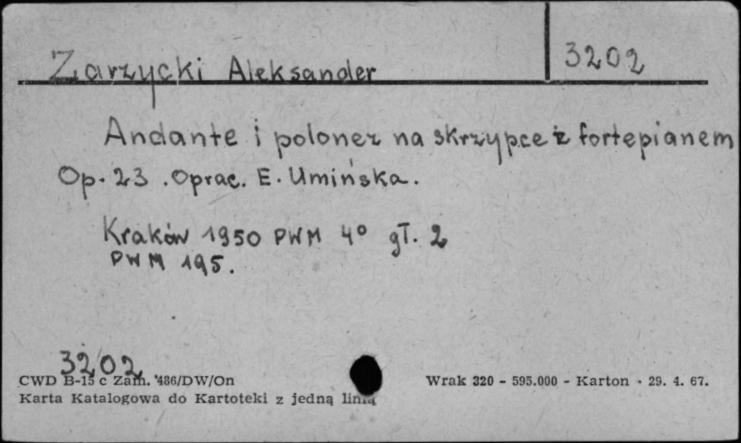 Zarzycki Aleksander 3202
Andante i polonez na skrzypce z fortepianem
Op. 23. Oprac. E. Umińska.
Kraków 1950 PWM 4° gł. 2
PWM 195.
3202
CWD B-15 c Zam. 486/DW/On Wrak 320 - 595.000 - Karton - 29. 4. 67.
Karta Katalogowa do Kartoteki z jedną linią